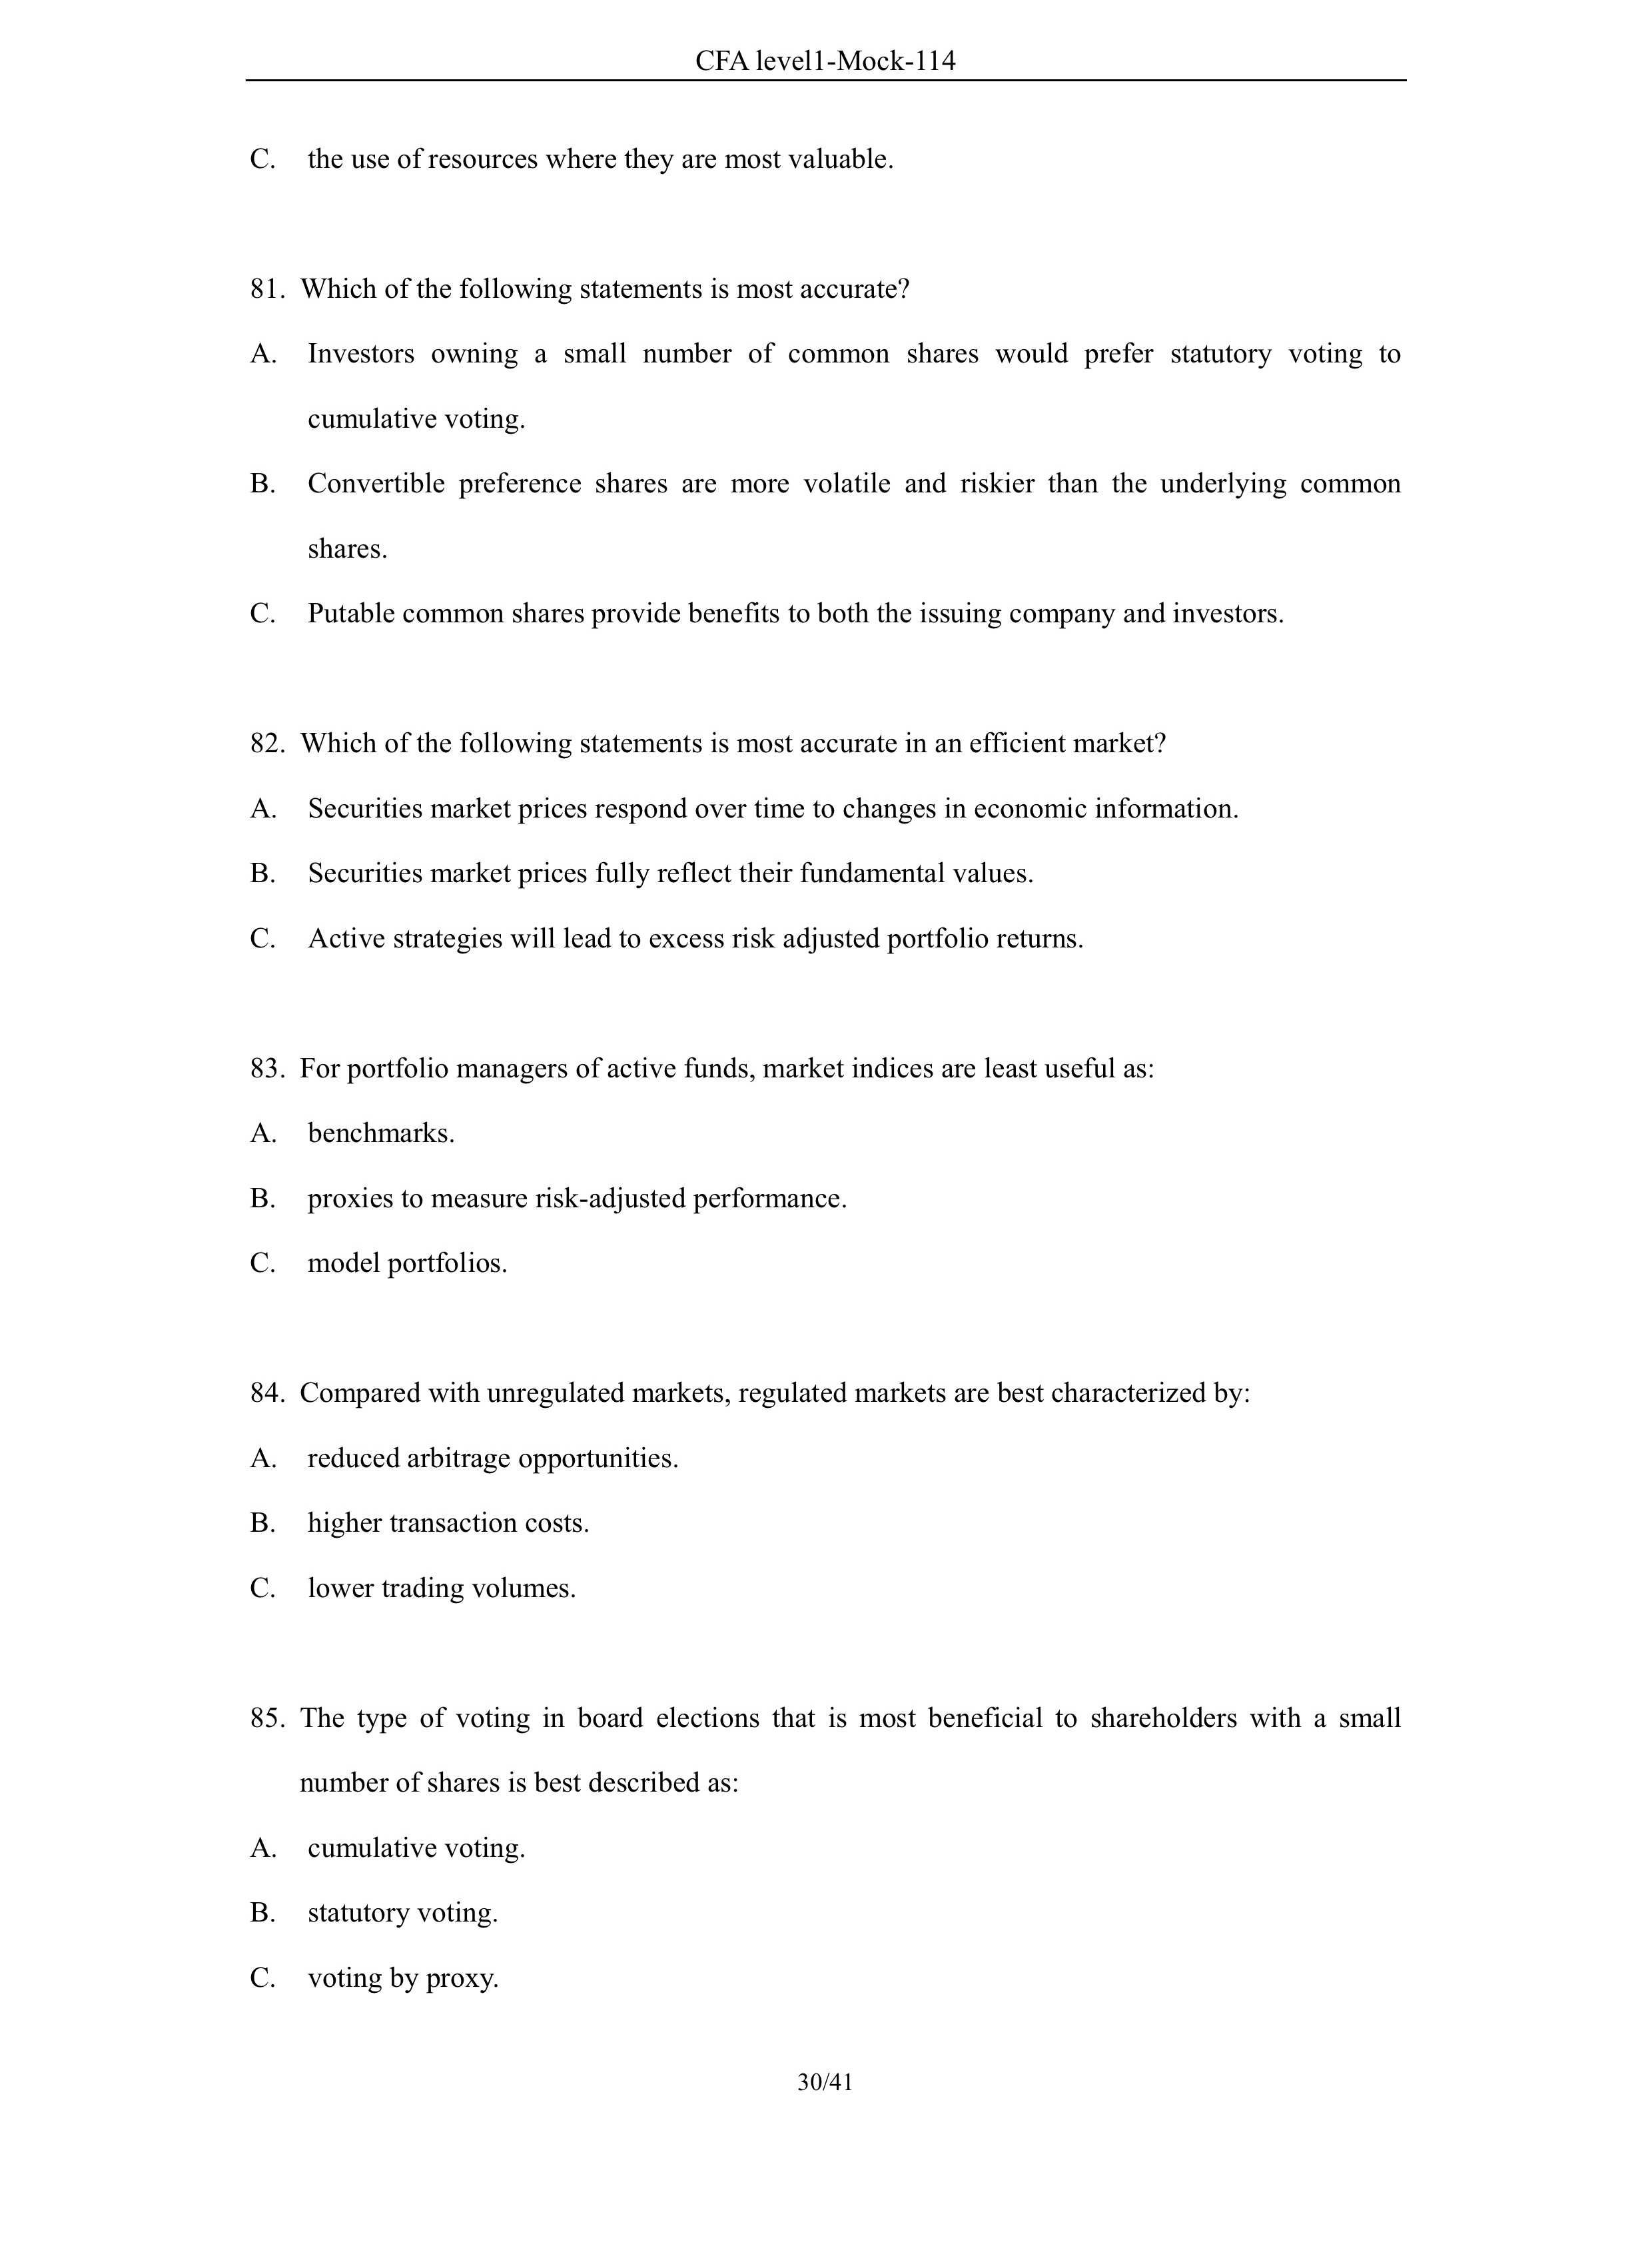 CFA level1-Mock-114
C. the use of resources where they are most valuable.
81. Which of the following statements is most accurate?
A. Investors owning a small number of common shares would prefer statutory voting to
cumulative voting.
B. Convertible preference shares are more volatile and riskier than the underlying common
shares.
C. Putable common shares provide benefits to both the issuing company and investors.
82. Which of the following statements is most accurate in an efficient market?
A. Securities market prices respond over time to changes in economic information.
B. Securities market prices fully reflect their fundamental values.
C. Active strategies will lead to excess risk adjusted portfolio returns.
83. For portfolio managers of active funds, market indices are least useful as:
A. benchmarks.
B. proxies to measure risk-adjusted performance.
C. model portfolios.
84. Compared with unregulated markets, regulated markets are best characterized by:
A. reduced arbitrage opportunities.
B. higher transaction costs.
C. lower trading volumes.
85. The type of voting in board elections that is most beneficial to shareholders with a small
number of shares is best described as:
A. cumulative voting.
B. statutory voting.
C. voting by proxy.
30/41